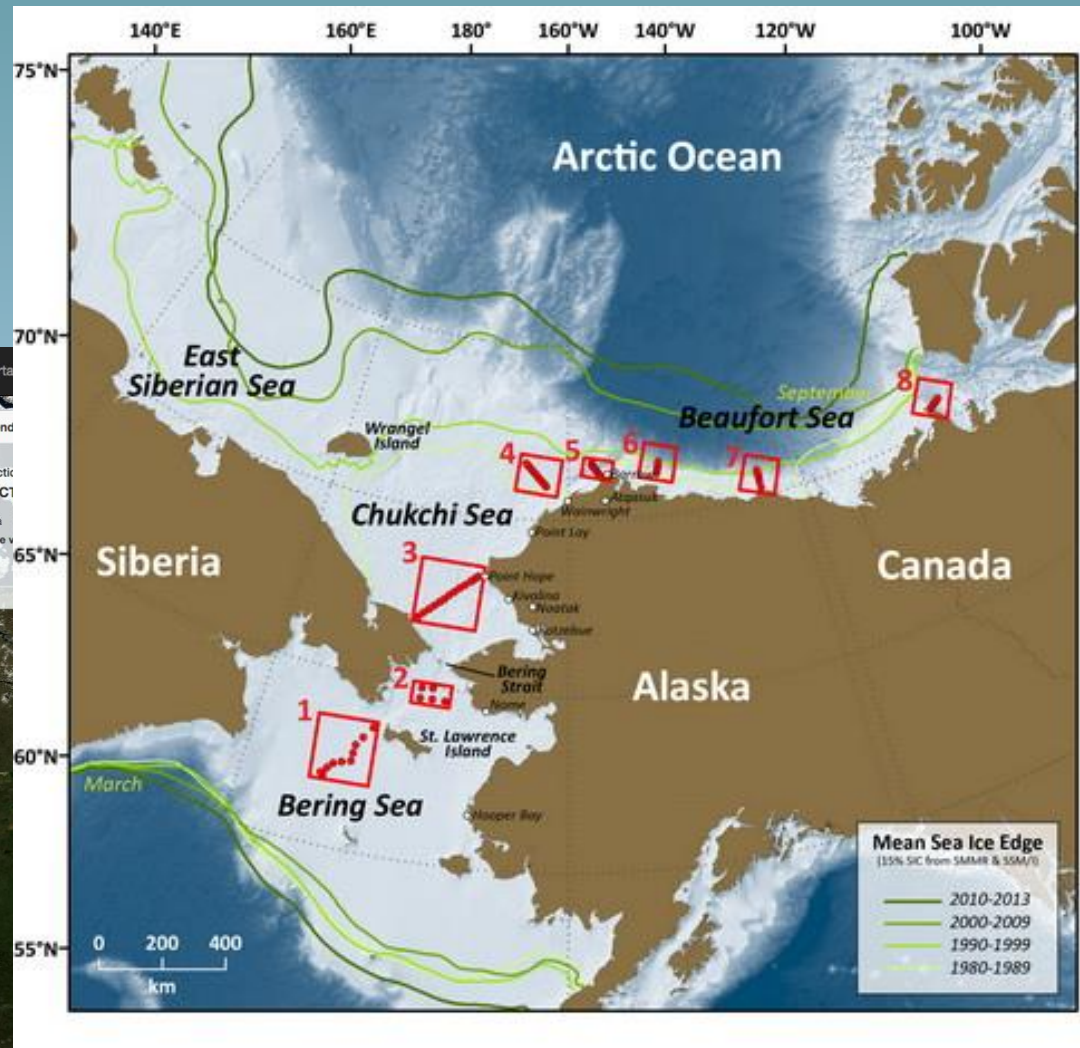 140°E 160°E 180° 160°W 140°W 120°W 100°W
75°N
Arctic Ocean
70°N
East
Siberian Sea
September
8
Beaufort Sea
Wrangel
Island
4 5 6 7
Atqasuk
Wainwright
Chukchi Sea
Point Lay
65°N
Siberia
3
Canada
Point Hope
Kivalina
Noatak
Kotzebue
Bering
Strait
2
Alaska
Nome
1
St. Lawrence
Island
60°N
March
Bering Sea
Hooper Bay
Mean Sea Ice Edge
(15% SIC from SMMR & SSM/I)
2010-2013
2000-2009
1990-1999
1980-1989
55°N
0 200 400
km